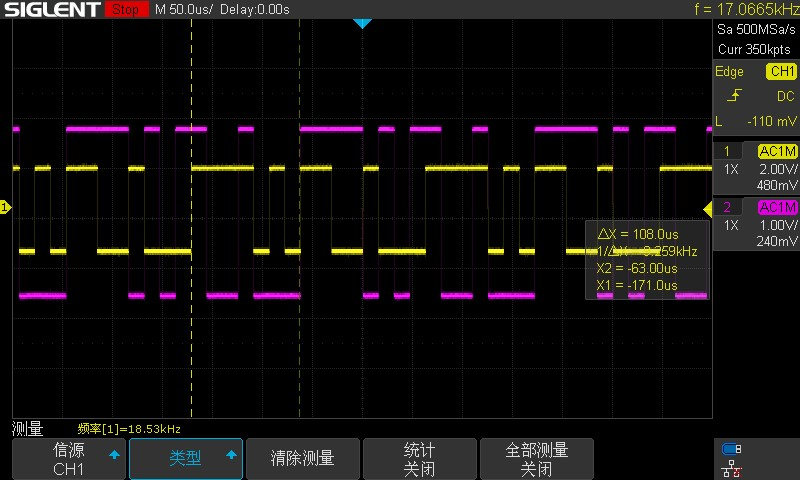 SIGLENT Stop M 50.0us/ Delay:0.00s f = 17.0665kHz
Sa 500MSa/s
Curr 350kpts
Edge CH1
DC
L -110 mV
1 AC1M
1X 2.00V/
480mV
2 AC1M
1X 1.00V/
240mV
1
ΔX = 108.0us
1/ΔX = 9.259kHz
X2 = -63.00us
X1 = -171.0us
测量 频率[1]=18.53kHz
信源
CH1
类型
清除测量
统计
关闭
全部测量
关闭